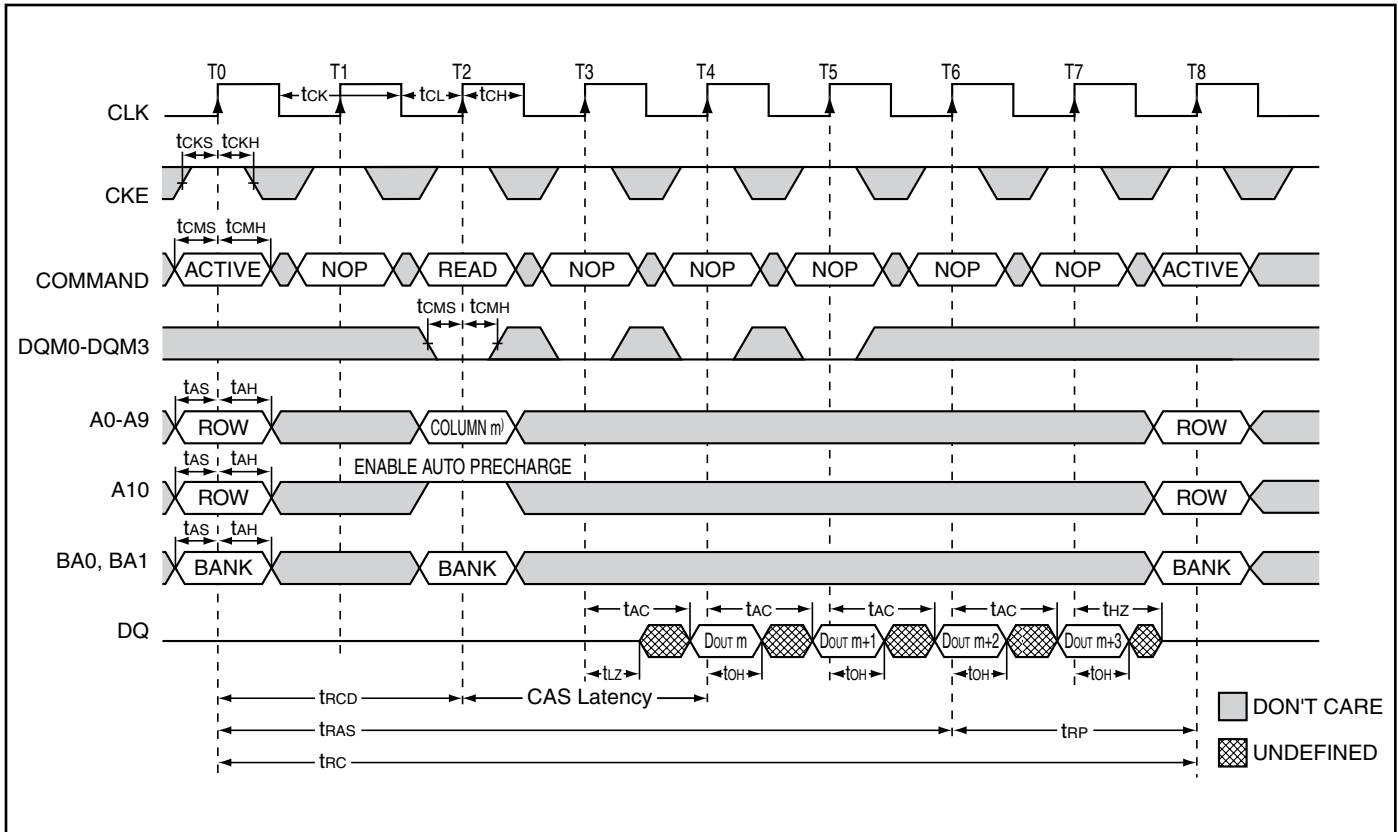 T0 T1 T2 T3 T4 T5 T6 T7 T8
CLK tCK tCL tCH
tCKS tCKH
CKE
tCMS tCMH
COMMAND ACTIVE NOP READ NOP NOP NOP NOP NOP ACTIVE
tCMS tCMH
DQM0-DQM3
tAS tAH
A0-A9 ROW COLUMN m) ROW
tAS tAH ENABLE AUTO PRECHARGE
A10 ROW ROW
tAS tAH
BA0, BA1 BANK BANK BANK
tAC tAC tAC tAC tHZ
DQ DOUT m DOUT m+1 DOUT m+2 DOUT m+3
tLZ tOH tOH tOH tOH
tRCD CAS Latency
DON'T CARE
tRAS tRP
UNDEFINED
tRC